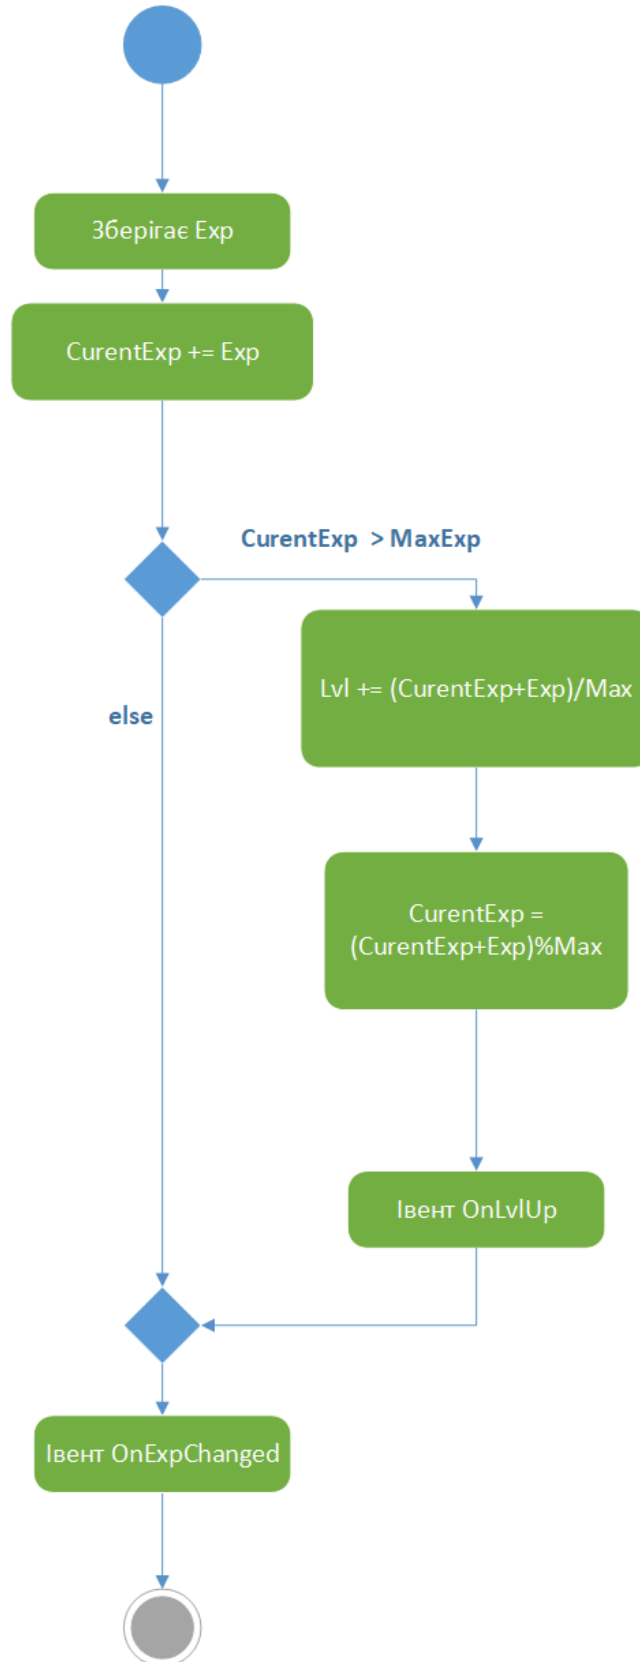 Зберігає Exp
CurentExp += Exp
CurentExp > MaxExp
Lvl += (CurentExp+Exp)/Max
else
CurentExp =
(CurentExp+Exp)%Max
Івент OnLvlUp
Івент OnExpChanged